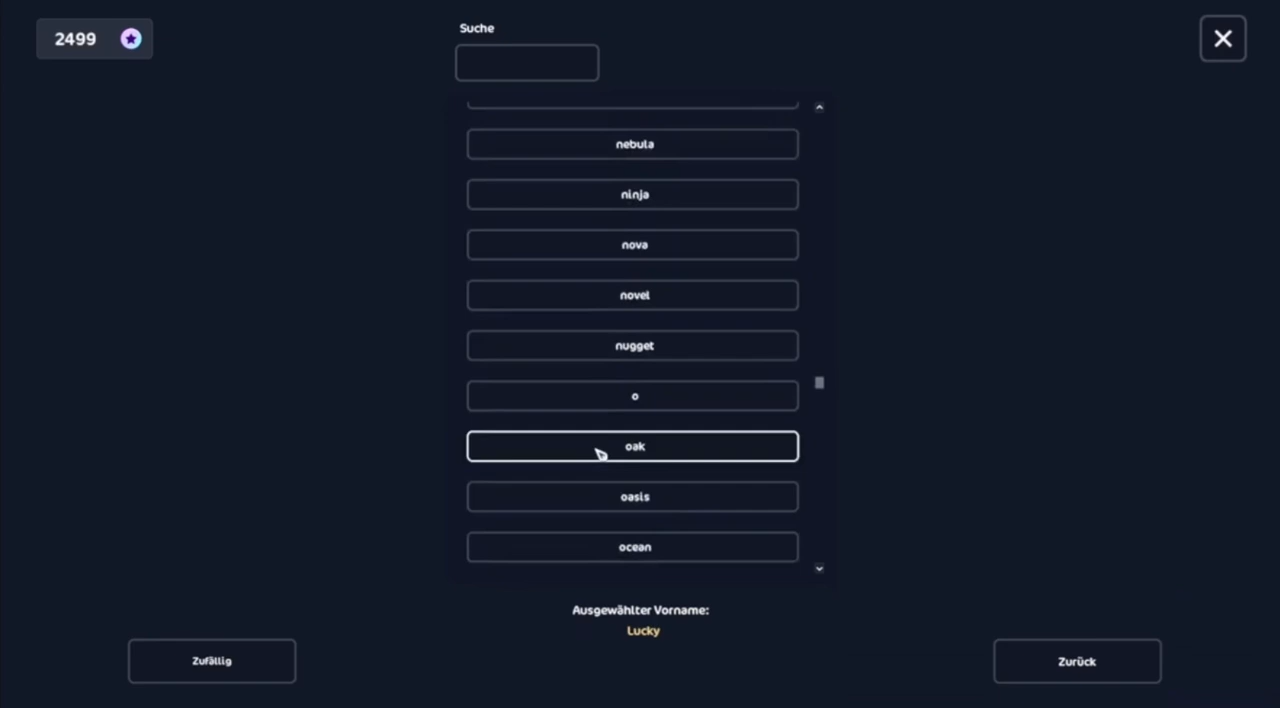 2499
Suche
nebula
ninja
nova
novel
nugget
o
oak
oasis
ocean
Ausgewählter Vorname:
Lucky
Zufällig
Zurück